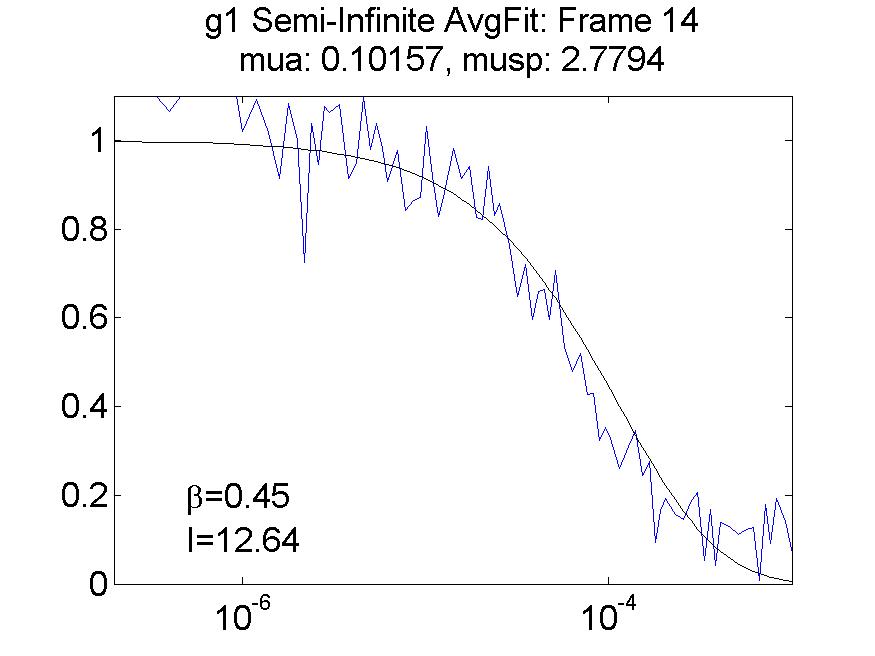 g1 Semi-Infinite AvgFit: Frame 14
mua: 0.10157, musp: 2.7794
1
0.8
0.6
0.4
0.2
0
β=0.45
I=12.64
10^-6
10^-4